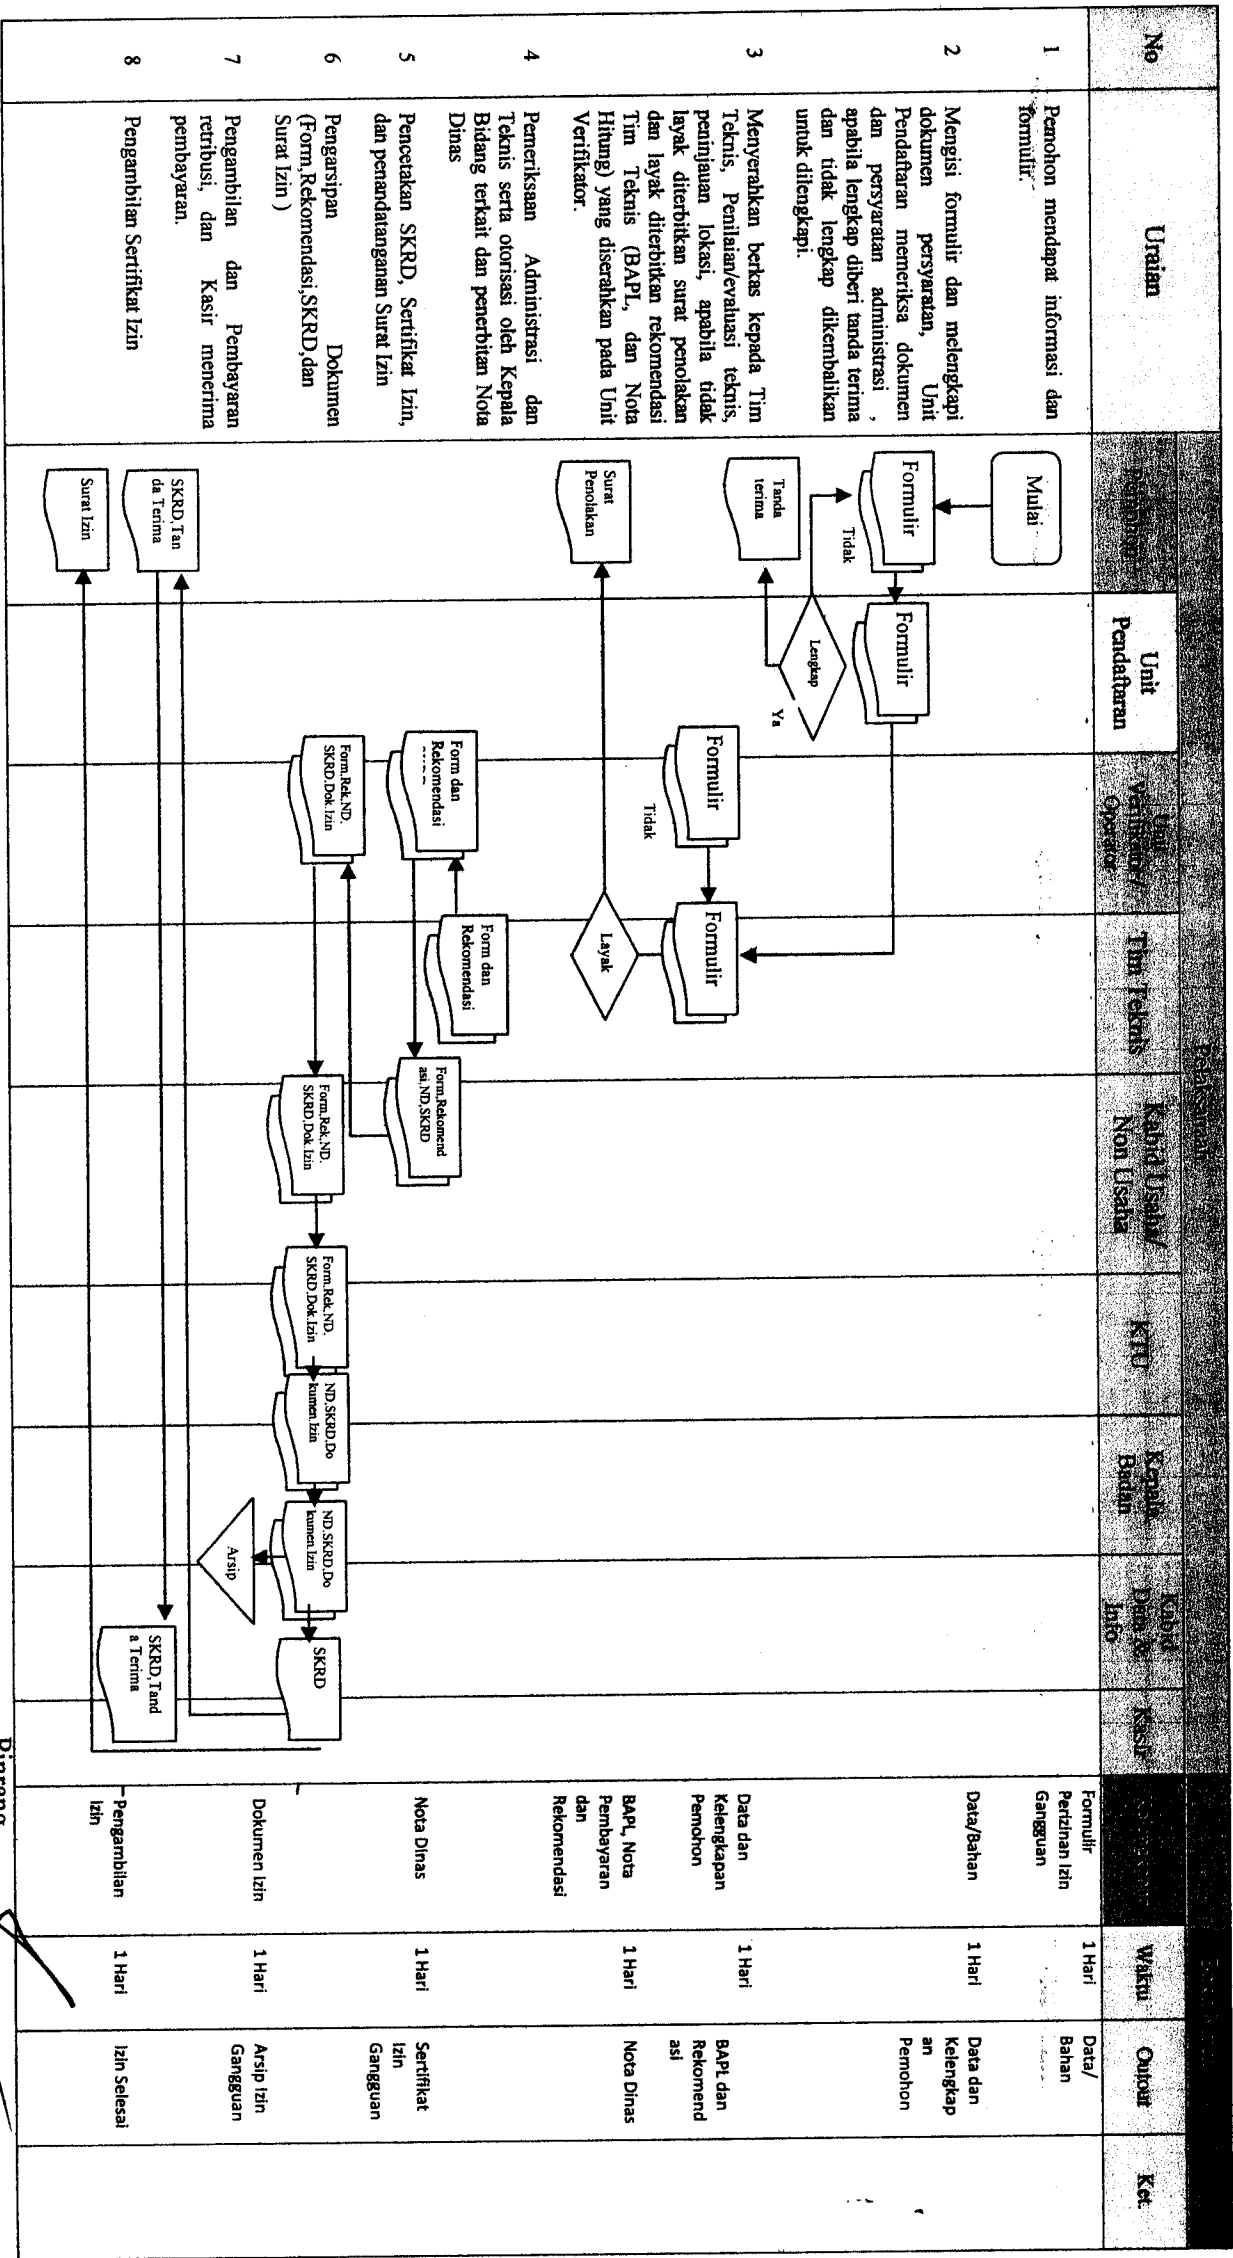 No
Uraian
Pelaksanaan
Pemohon
Unit
Pendaftaran
Unit
Verifikator/
Operator
Tim Teknis
Kabid Usaha/
Non Usaha
KTU
Kepala
Badan
Kabid
Data &
Info
Kasir
Waktu
Output
Ket.
1
Pemohon mendapat informasi dan
formulir.
2
Mengisi formulir dan melengkapi
dokumen persyaratan, Unit
Pendaftaran memeriksa dokumen
dan persyaratan administrasi ,
apabila lengkap diberi tanda terima
dan tidak lengkap dikembalikan
untuk dilengkapi.
3
Menyerahkan berkas kepada Tim
Teknis, Penilaian/evaluasi teknis,
peninjauan lokasi, apabila tidak
layak diterbitkan surat penolakan
dan layak diterbitkan rekomendasi
Tim Teknis (BAPL, dan Nota
Hitung) yang diserahkan pada Unit
Verifikator.
4
Pemeriksaan Administrasi dan
Teknis serta otorisasi oleh Kepala
Bidang terkait dan penerbitan Nota
Dinas
5
Pencetakan SKRD, Sertifikat Izin,
dan penandatanganan Surat Izin
6
Pengarsipan Dokumen
(Form,Rekomendasi,SKRD,dan
Surat Izin )
7
Pengambilan dan Pembayaran
retribusi, dan Kasir menerima
pembayaran.
8
Pengambilan Sertifikat Izin
Mulai
Formulir
Formulir
Tidak
Lengkap
Ya
Tanda
terima
Formulir
Formulir
Tidak
Layak
Surat
Penolakan
Form dan
Rekomendasi
Form dan
Rekomendasi
Form,Rekomend
asi,ND,SKRD
Form,Rek,ND.
SKRD,Dok.Izin
Form,Rek,ND.
SKRD,Dok.Izin
Form,Rek,ND.
SKRD,Dok.Izin
ND,SKRD,Do
kumen.Izin
ND,SKRD,Do
kumen.Izin
SKRD
Arsip
SKRD,Tan
da Terima
SKRD,Tand
a Terima
Surat Izin
Formulir
Perizinan Izin
Gangguan
1 Hari
Data/
Bahan
Data/Bahan
1 Hari
Data dan
Kelengkap
an
Pemohon
Data dan
Kelengkapan
Pemohon
1 Hari
BAPL dan
Rekomend
asi
BAPL, Nota
Pembayaran
dan
Rekomendasi
1 Hari
Nota Dinas
Nota Dinas
1 Hari
Sertifikat
Izin
Gangguan
Dokumen Izin
1 Hari
Arsip Izin
Gangguan
Pengambilan
Izin
1 Hari
Izin Selesai
Pinrang